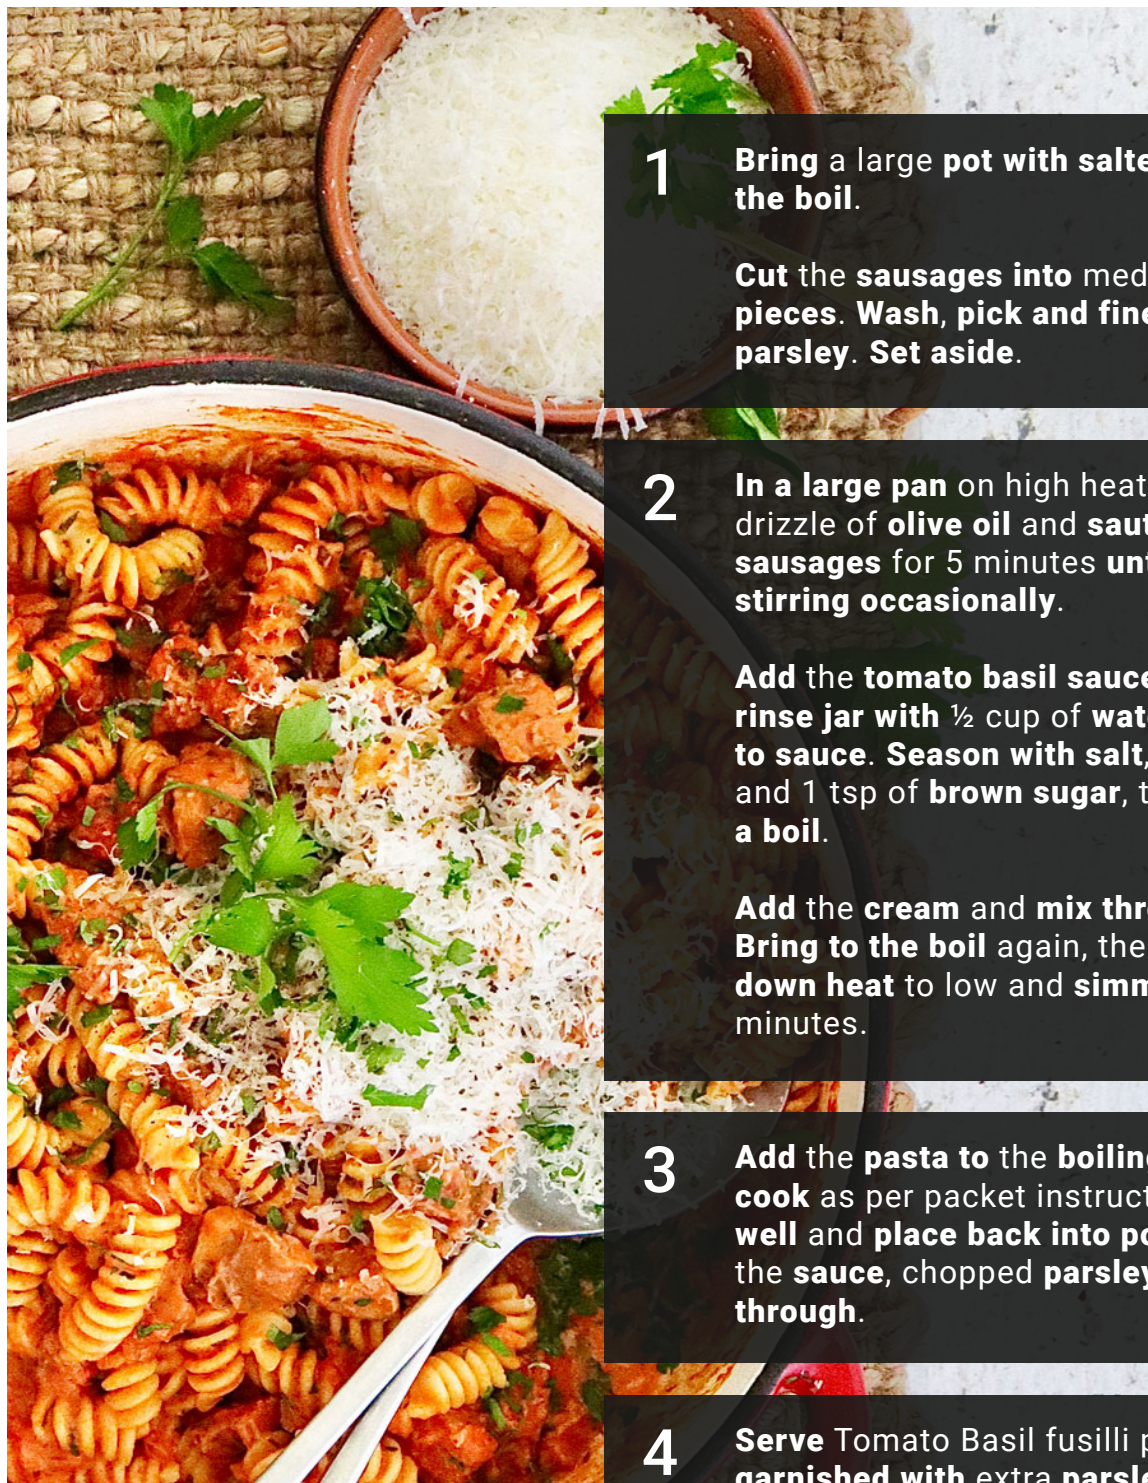 1
Bring a large pot with salte
the boil.
Cut the sausages into med
pieces. Wash, pick and fine
parsley. Set aside.
2
In a large pan on high heat
drizzle of olive oil and saut
sausages for 5 minutes unt
stirring occasionally.
Add the tomato basil sauce
rinse jar with ½ cup of wat
to sauce. Season with salt,
and 1 tsp of brown sugar, t
a boil.
Add the cream and mix thr
Bring to the boil again, the
down heat to low and simm
minutes.
3
Add the pasta to the boiling
cook as per packet instruct
well and place back into po
the sauce, chopped parsley
through.
4
Serve Tomato Basil fusilli p
garnished with extra parsl